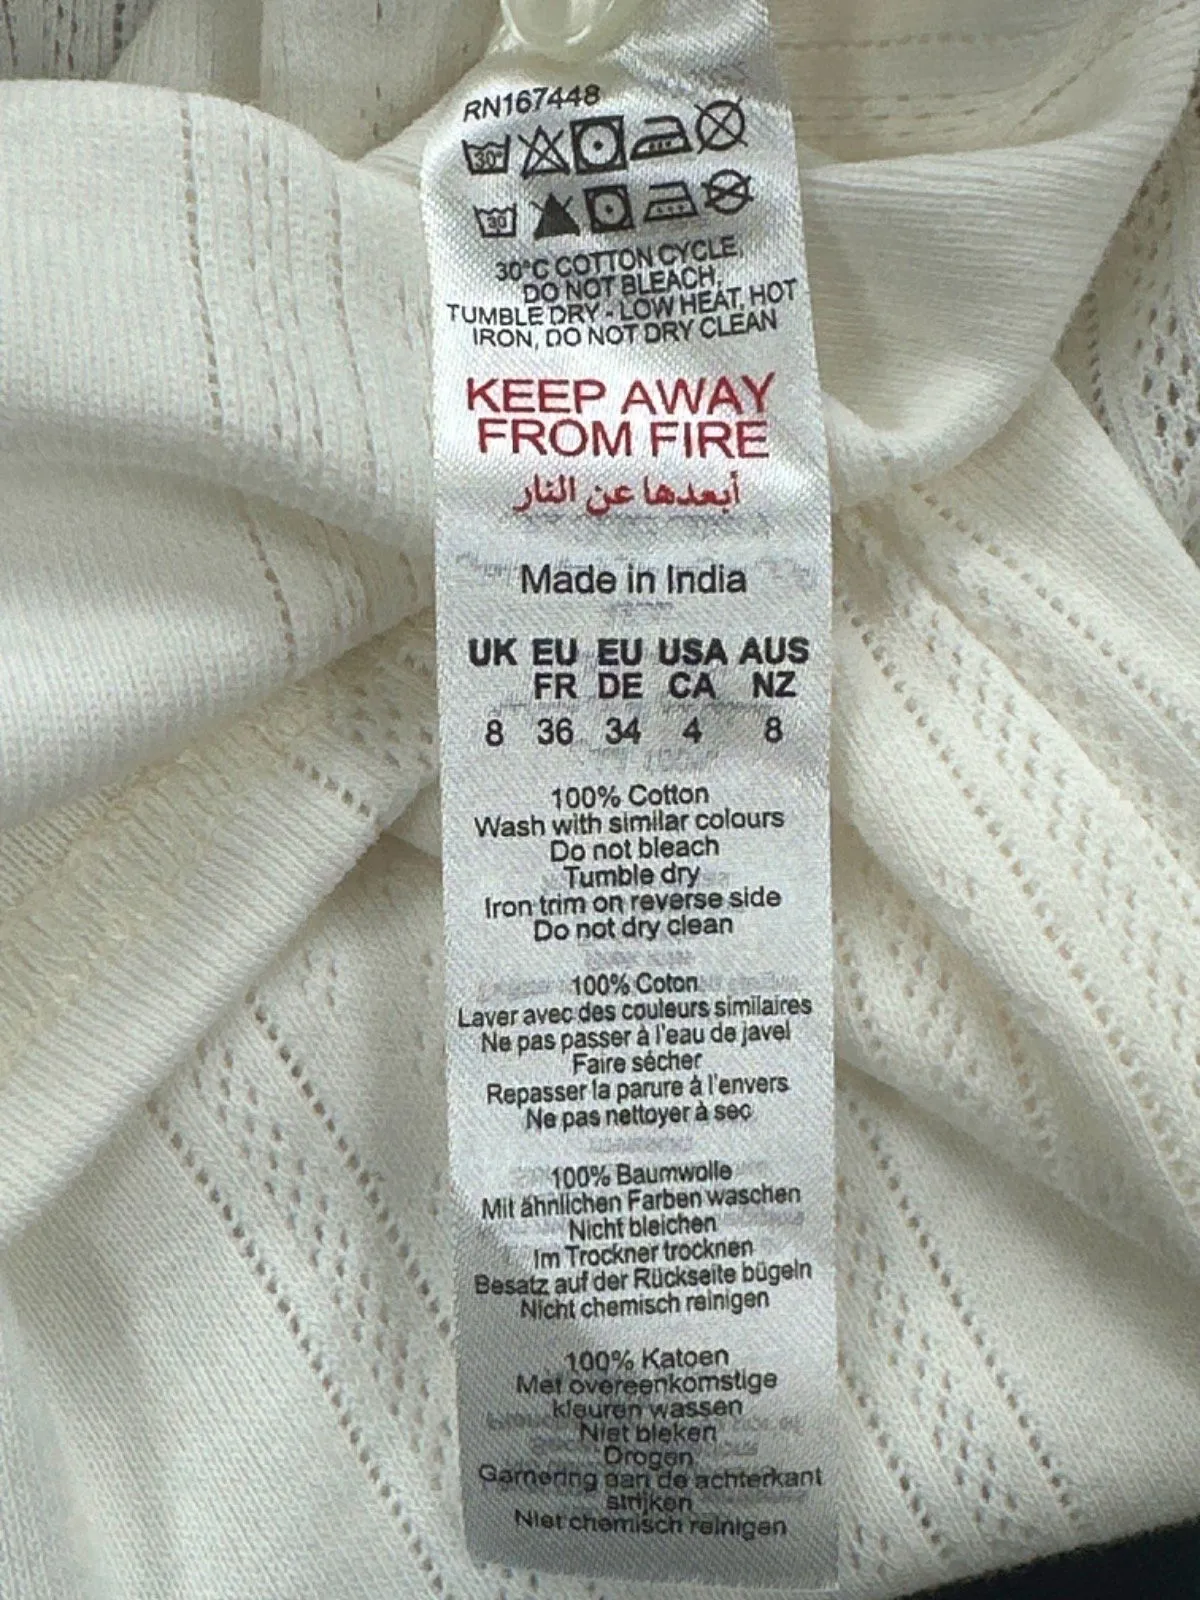 RN167448
30°
30
30°C COTTON CYCLE,
DO NOT BLEACH,
TUMBLE DRY - LOW HEAT, HOT
IRON, DO NOT DRY CLEAN
KEEP AWAY
FROM FIRE
أبعدها عن النار
Made in India
UK EU EU USA AUS
FR DE CA NZ
8 36 34 4 8
100% Cotton
Wash with similar colours
Do not bleach
Tumble dry
Iron trim on reverse side
Do not dry clean
100% Coton
Laver avec des couleurs similaires
Ne pas passer à l'eau de javel
Faire sécher
Repasser la parure à l'envers
Ne pas nettoyer à sec
100% Baumwolle
Mit ähnlichen Farben waschen
Nicht bleichen
Im Trockner trocknen
Besatz auf der Rückseite bügeln
Nicht chemisch reinigen
100% Katoen
Met overeenkomstige
kleuren wassen
Niet bleken
Drogen
Garnering aan de achterkant
strijken
Niet chemisch reinigen